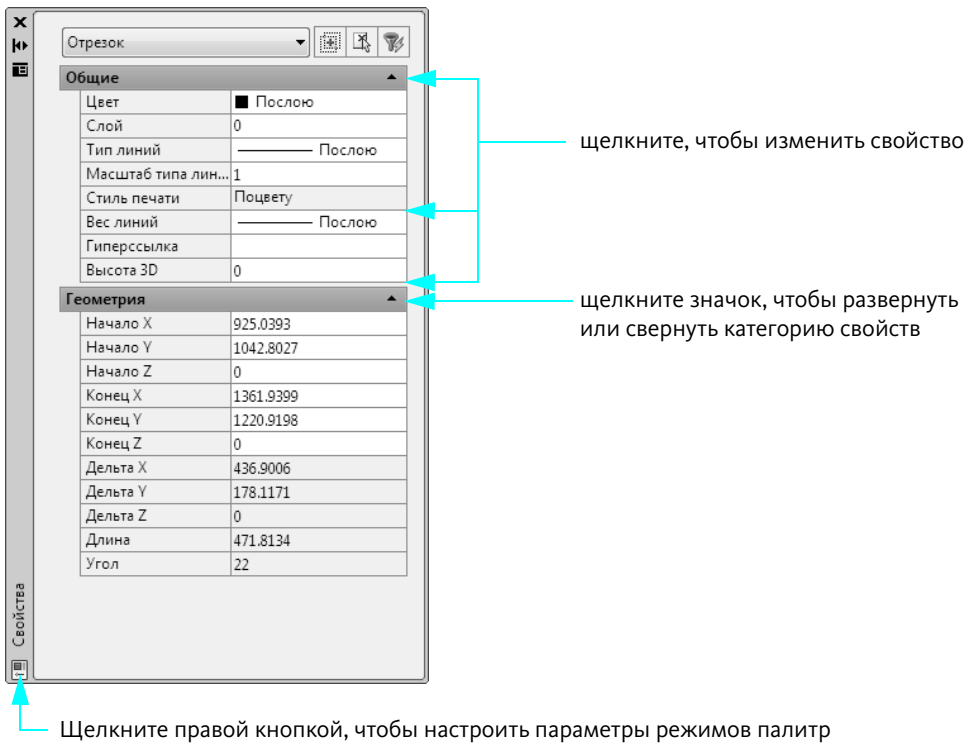 Отрезок
Общие
Цвет Послою
Слой 0
Тип линий Послою
Масштаб типа лин... 1
Стиль печати Поцвету
Вес линий Послою
Гиперссылка
Высота 3D 0
щелкните, чтобы изменить свойство
Геометрия
щелкните значок, чтобы развернуть
или свернуть категорию свойств
Начало X 925.0393
Начало Y 1042.8027
Начало Z 0
Конец X 1361.9399
Конец Y 1220.9198
Конец Z 0
Дельта X 436.9006
Дельта Y 178.1171
Дельта Z 0
Длина 471.8134
Угол 22
Свойства
Щелкните правой кнопкой, чтобы настроить параметры режимов палитр